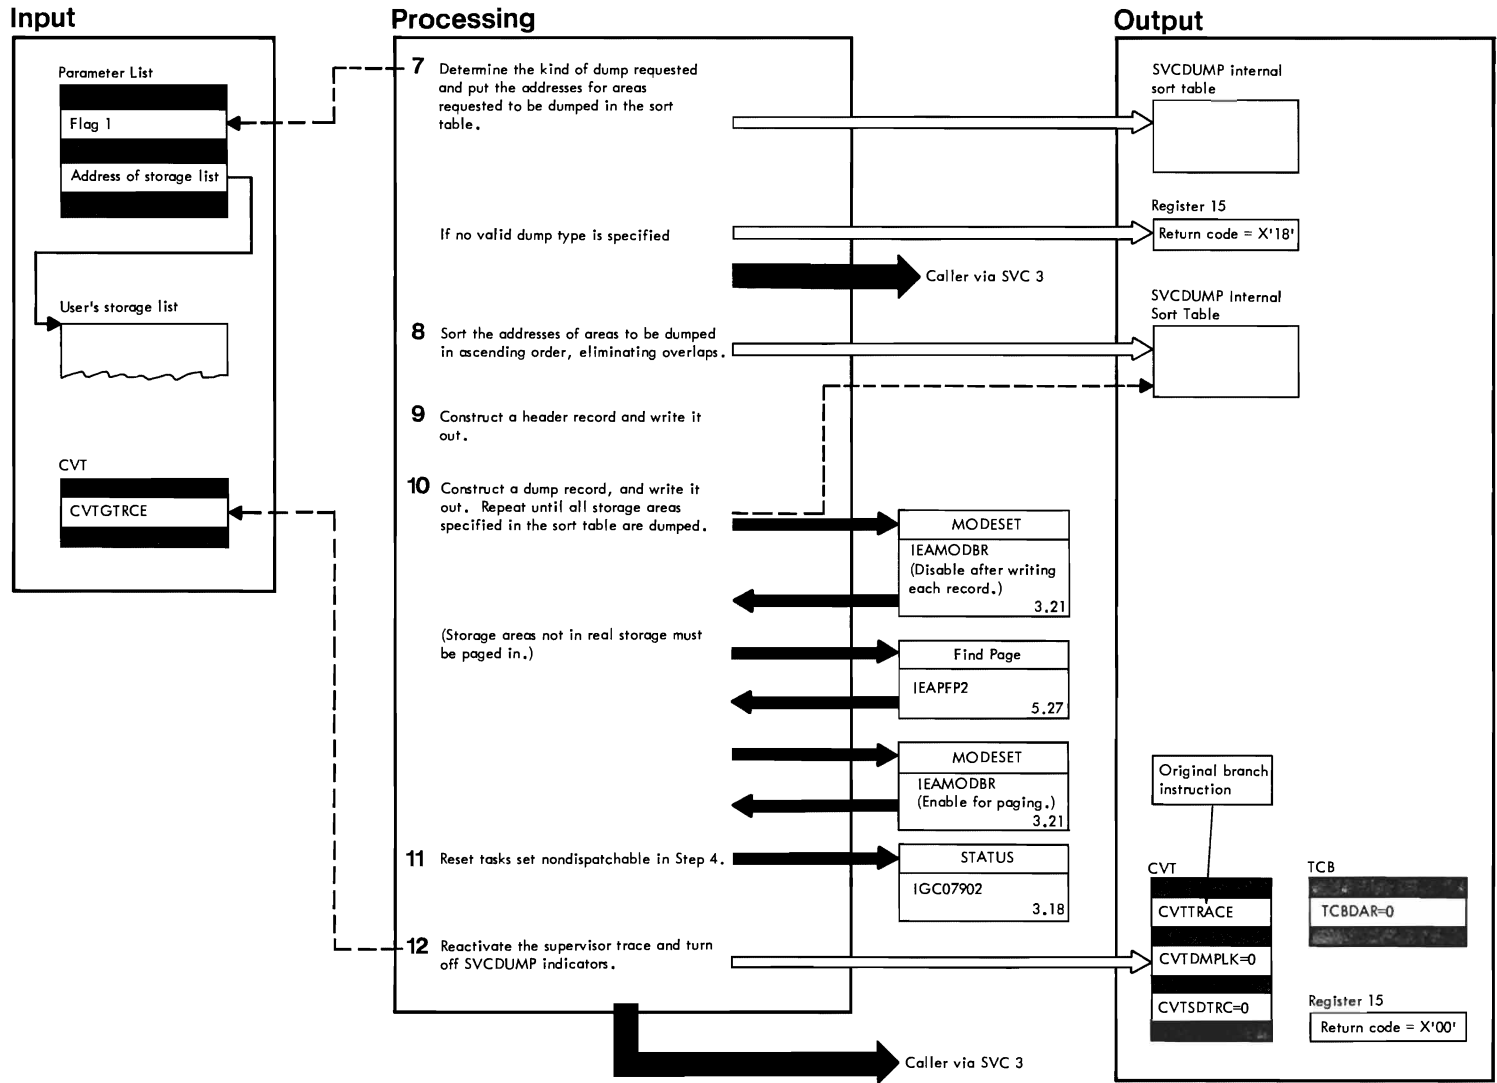 Input
Processing
Output
Parameter List
Flag 1
Address of storage list
User's storage list
CVT
CVTGTRCE
7 Determine the kind of dump requested
and put the addresses for areas
requested to be dumped in the sort
table.
If no valid dump type is specified
Caller via SVC 3
8 Sort the addresses of areas to be dumped
in ascending order, eliminating overlaps.
9 Construct a header record and write it
out.
10 Construct a dump record, and write it
out. Repeat until all storage areas
specified in the sort table are dumped.
MODESET
IEAMODBR
(Disable after writing
each record.)
3.21
(Storage areas not in real storage must
be paged in.)
Find Page
IEAPFP2
5.27
MODESET
IEAMODBR
(Enable for paging.)
3.21
11 Reset tasks set nondispatchable in Step 4.
STATUS
IGC07902
3.18
12 Reactivate the supervisor trace and turn
off SVCDUMP indicators.
Caller via SVC 3
SVCDUMP internal
sort table
Register 15
Return code = X'18'
SVCDUMP Internal
Sort Table
Original branch
instruction
CVT
CVTTRACE
CVTDMPLK=0
CVTSDTRC=0
TCB
TCBDAR=0
Register 15
Return code = X'00'